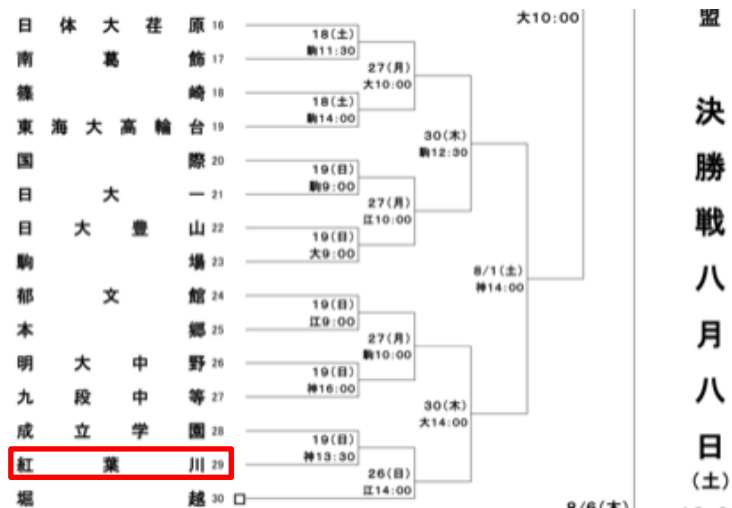 大10:00
盟
日体大荏原 16
18(土)
駒11:30
南葛飾 17
27(月)
大10:00
篠崎 18
18(土)
駒14:00
東海大高輪台 19
30(木)
駒12:30
国際 20
19(日)
駒9:00
日大一 21
27(月)
江10:00
日大豊山 22
19(日)
大9:00
駒場 23
8/1(土)
神14:00
郁文館 24
19(日)
江9:00
本郷 25
27(月)
駒10:00
明大中野 26
19(日)
神16:00
九段中等 27
30(木)
大14:00
成立学園 28
19(日)
神13:30
紅葉川 29
26(日)
江14:00
堀越 30
8/6(木)
決勝戦八月八日(土)